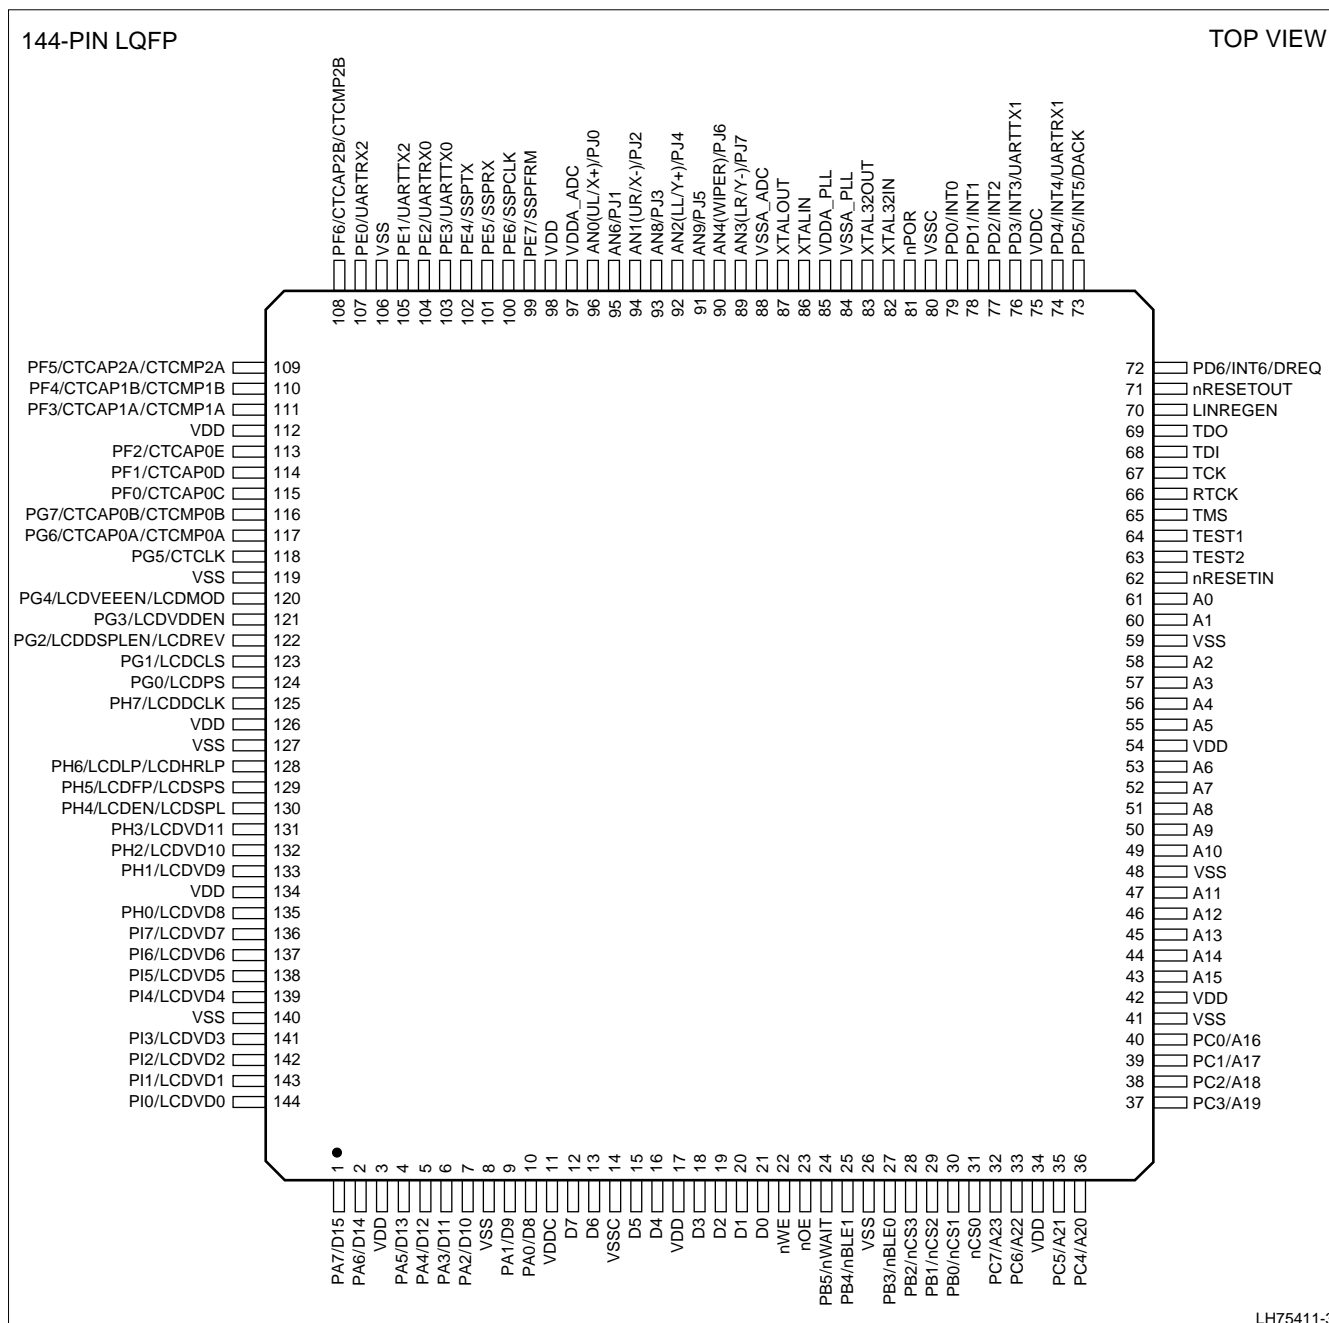 144-PIN LQFP
TOP VIEW
PF6/CTCAP2B/CTCMP2B
PE0/UARTRX2
VSS
PE1/UARTTX2
PE2/UARTRX0
PE3/UARTTX0
PE4/SSPTX
PE5/SSPRX
PE6/SSPCLK
PE7/SSPFRM
VDD
VDDA_ADC
AN0(UL/X+)/PJ0
AN6/PJ1
AN1(UR/X-)/PJ2
AN8/PJ3
AN2(LL/Y+)/PJ4
AN9/PJ5
AN4(WIPER)/PJ6
AN3(LR/Y-)/PJ7
VSSA_ADC
XTALOUT
XTALIN
VDDA_PLL
VSSA_PLL
XTAL32OUT
XTAL32IN
nPOR
VSSC
PD0/INT0
PD1/INT1
PD2/INT2
PD3/INT3/UARTTX1
VDDC
PD4/INT4/UARTRX1
PD5/INT5/DACK
108 107 106 105 104 103 102 101 100 99 98 97 96 95 94 93 92 91 90 89 88 87 86 85 84 83 82 81 80 79 78 77 76 75 74 73
PF5/CTCAP2A/CTCMP2A 109
PF4/CTCAP1B/CTCMP1B 110
PF3/CTCAP1A/CTCMP1A 111
VDD 112
PF2/CTCAP0E 113
PF1/CTCAP0D 114
PF0/CTCAP0C 115
PG7/CTCAP0B/CTCMP0B 116
PG6/CTCAP0A/CTCMP0A 117
PG5/CTCLK 118
VSS 119
PG4/LCDVEEEN/LCDMOD 120
PG3/LCDVDDEN 121
PG2/LCDDSPLEN/LCDREV 122
PG1/LCDCLS 123
PG0/LCDPS 124
PH7/LCDDCLK 125
VDD 126
VSS 127
PH6/LCDLP/LCDHRLP 128
PH5/LCDFP/LCDSPS 129
PH4/LCDEN/LCDSPL 130
PH3/LCDVD11 131
PH2/LCDVD10 132
PH1/LCDVD9 133
VDD 134
PH0/LCDVD8 135
PI7/LCDVD7 136
PI6/LCDVD6 137
PI5/LCDVD5 138
PI4/LCDVD4 139
VSS 140
PI3/LCDVD3 141
PI2/LCDVD2 142
PI1/LCDVD1 143
PI0/LCDVD0 144
72 PD6/INT6/DREQ
71 nRESETOUT
70 LINREGEN
69 TDO
68 TDI
67 TCK
66 RTCK
65 TMS
64 TEST1
63 TEST2
62 nRESETIN
61 A0
60 A1
59 VSS
58 A2
57 A3
56 A4
55 A5
54 VDD
53 A6
52 A7
51 A8
50 A9
49 A10
48 VSS
47 A11
46 A12
45 A13
44 A14
43 A15
42 VDD
41 VSS
40 PC0/A16
39 PC1/A17
38 PC2/A18
37 PC3/A19
1 2 3 4 5 6 7 8 9 10 11 12 13 14 15 16 17 18 19 20 21 22 23 24 25 26 27 28 29 30 31 32 33 34 35 36
PA7/D15
PA6/D14
VDD
PA5/D13
PA4/D12
PA3/D11
PA2/D10
VSS
PA1/D9
PA0/D8
VDDC
D7
D6
VSSC
D5
D4
VDD
D3
D2
D1
D0
nWE
nOE
PB5/nWAIT
PB4/nBLE1
VSS
PB3/nBLE0
PB2/nCS3
PB1/nCS2
PB0/nCS1
nCS0
PC7/A23
PC6/A22
VDD
PC5/A21
PC4/A20
LH75411-3